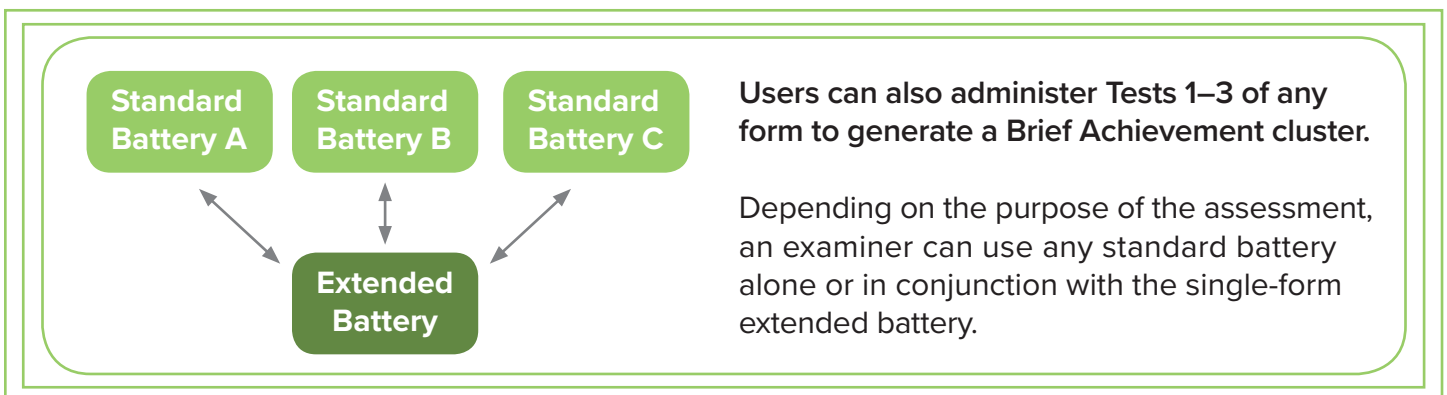 Standard
Battery A
Standard
Battery B
Standard
Battery C
Extended
Battery
Users can also administer Tests 1–3 of any
form to generate a Brief Achievement cluster.
Depending on the purpose of the assessment,
an examiner can use any standard battery
alone or in conjunction with the single-form
extended battery.